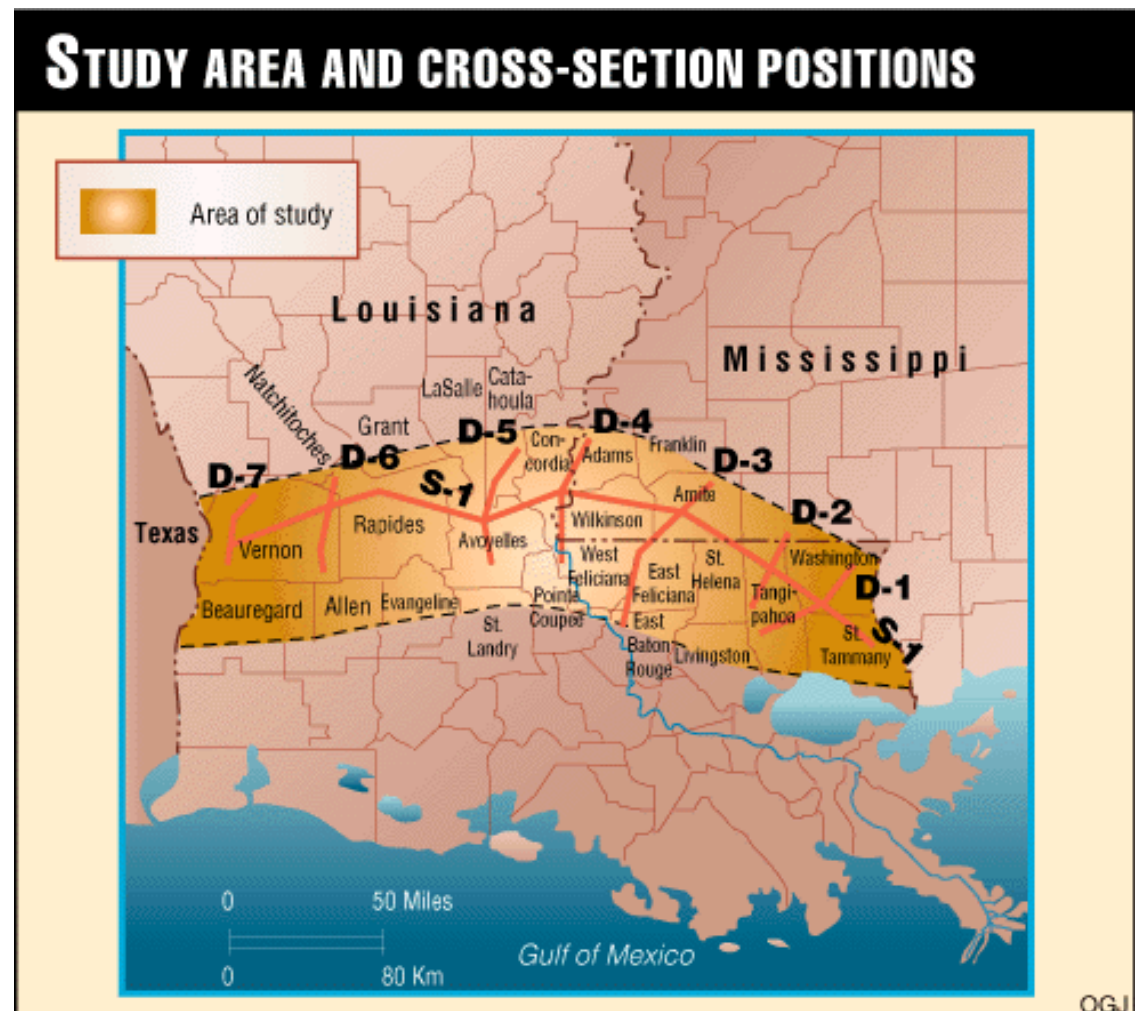 STUDY AREA AND CROSS-SECTION POSITIONS
Area of study
Louisiana
Mississippi
Natchitoches
LaSalle
Cata-
houla
Grant
D-7
D-6
D-5
Con-
cordia
D-4
Adams
Franklin
D-3
S-1
Amite
D-2
Texas
Vernon
Rapides
Avoyelles
Wilkinson
Washington
West
Feliciana
East
Feliciana
St.
Helena
Tangi-
pahoa
D-1
Beauregard
Allen
Evangeline
Pointe
Coupee
St.
Landry
East
Baton
Rouge
Livingston
St.
Tammany
S-1
0
50 Miles
0
80 Km
Gulf of Mexico
OGJ